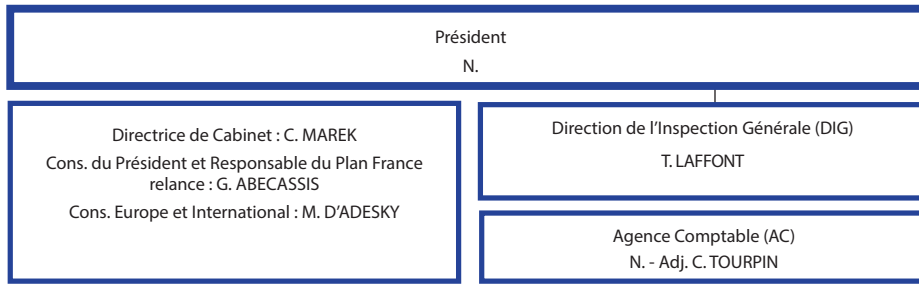 Président
N.
Directrice de Cabinet : C. MAREK
Cons. du Président et Responsable du Plan France
relance : G. ABECASSIS
Cons. Europe et International : M. D’ADESKY
Direction de l’Inspection Générale (DIG)
T. LAFFONT
Agence Comptable (AC)
N. - Adj. C. TOURPIN